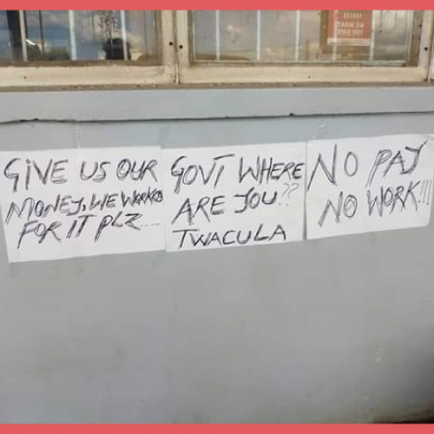 GIVE US OUR
MONEY, WE WORKED
FOR IT PLZ....
GOVT WHERE
ARE YOU??
TWACULA
NO PAY
NO WORK!!!